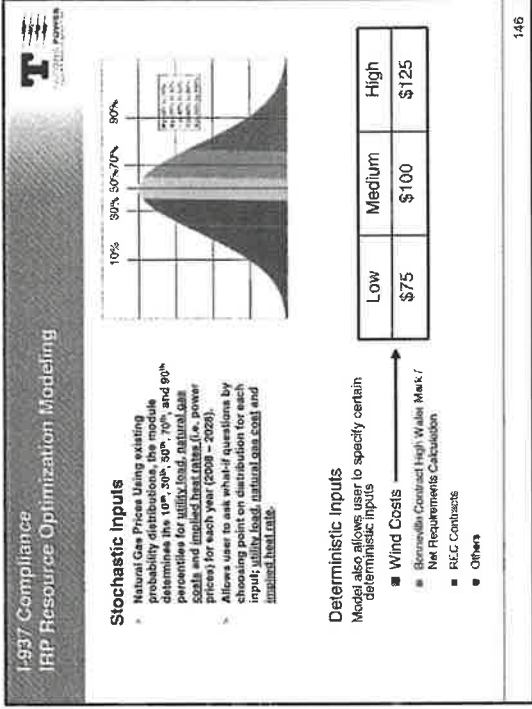 I-937 Compliance
IRP Resource Optimization Modeling
T
TACOMA POWER
Stochastic Inputs
Natural Gas Prices Using existing
probability distributions, the module
determines the 10th, 30th, 50th, 70th, and 90th
percentiles for utility load, natural gas
costs and implied heat rates (i.e. power
prices) for each year (2008 – 2028).
Allows user to ask what-if questions by
choosing point on distribution for each
input; utility load, natural gas cost and
implied heat rate.
10% 30% 50% 70% 90%
Deterministic Inputs
Model also allows user to specify certain
deterministic inputs
■ Wind Costs
■ Bonneville Contract High Water Mark /
Net Requirements Calculation
■ REC Contracts
■ Others
Low Medium High
$75 $100 $125
146